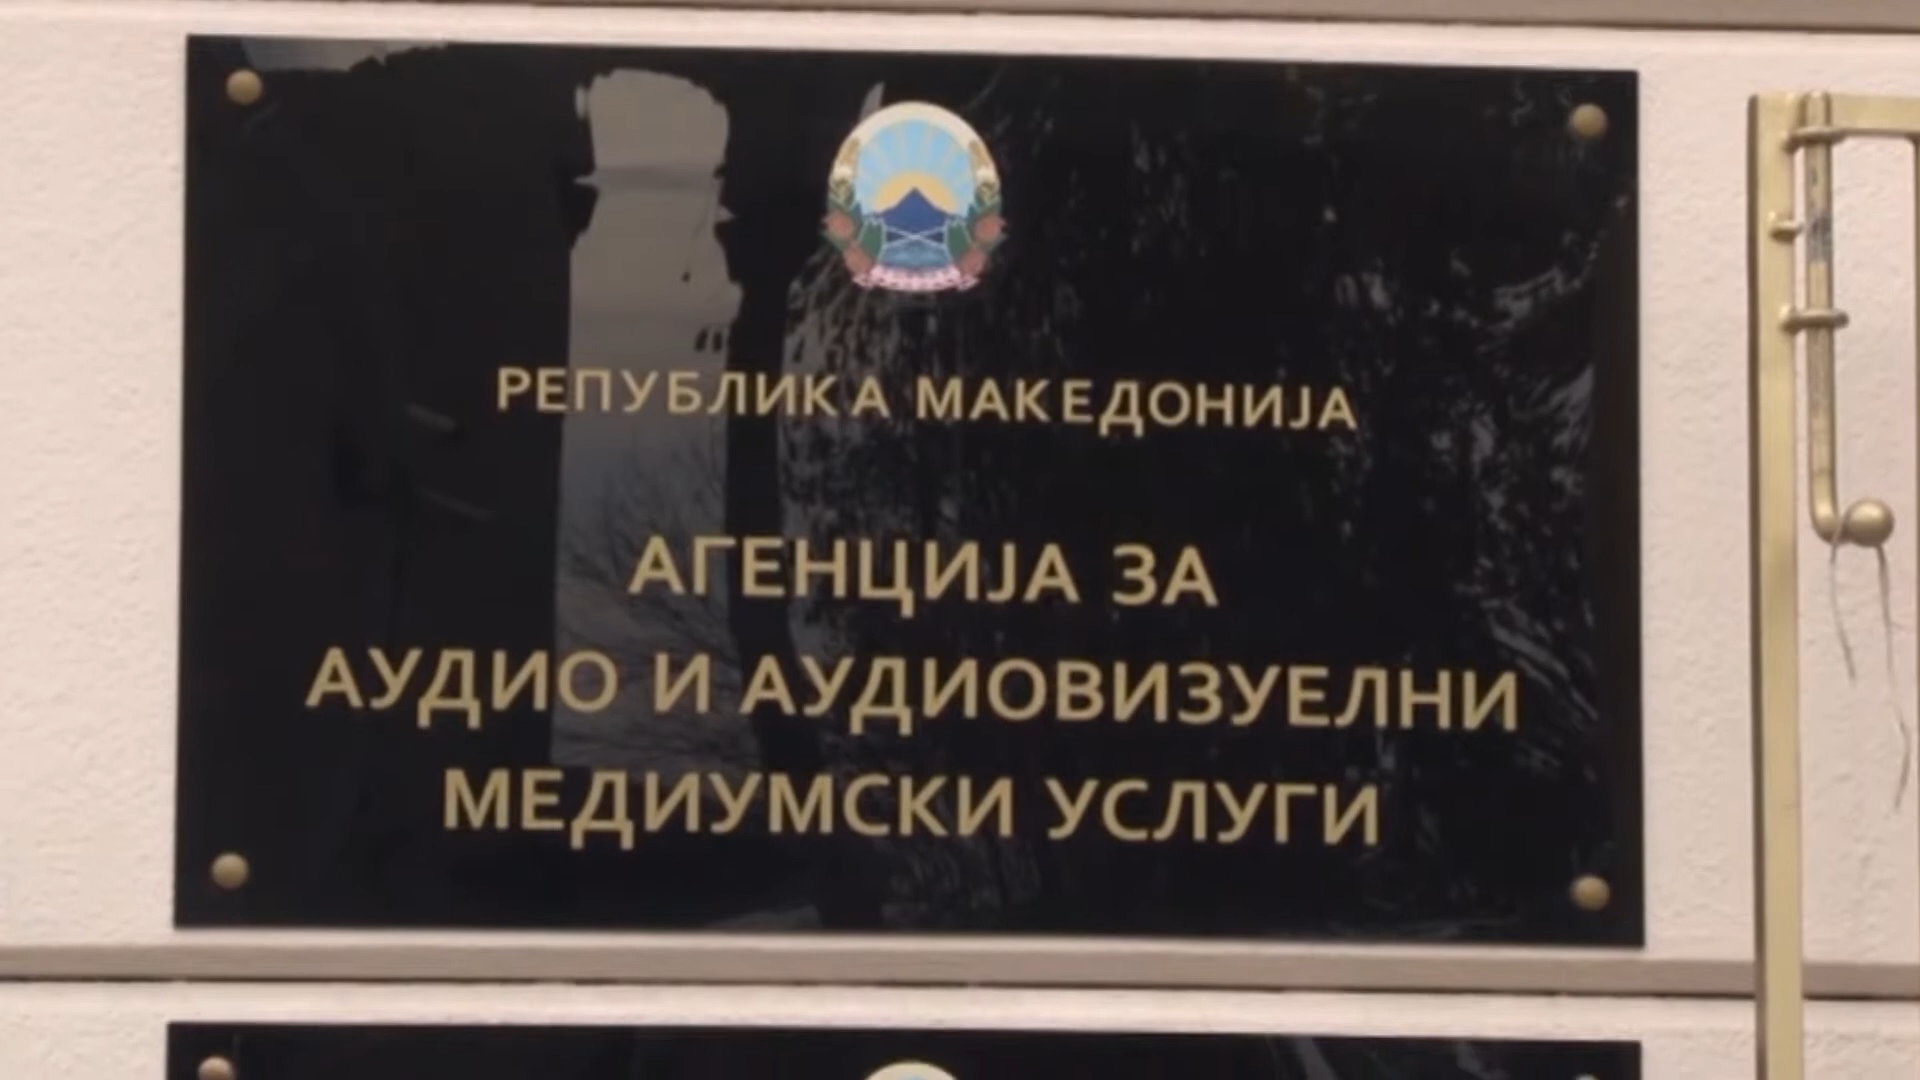 РЕПУБЛИКА МАКЕДОНИЈА
АГЕНЦИЈА ЗА
АУДИО И АУДИОВИЗУЕЛНИ
МЕДИУМСКИ УСЛУГИ